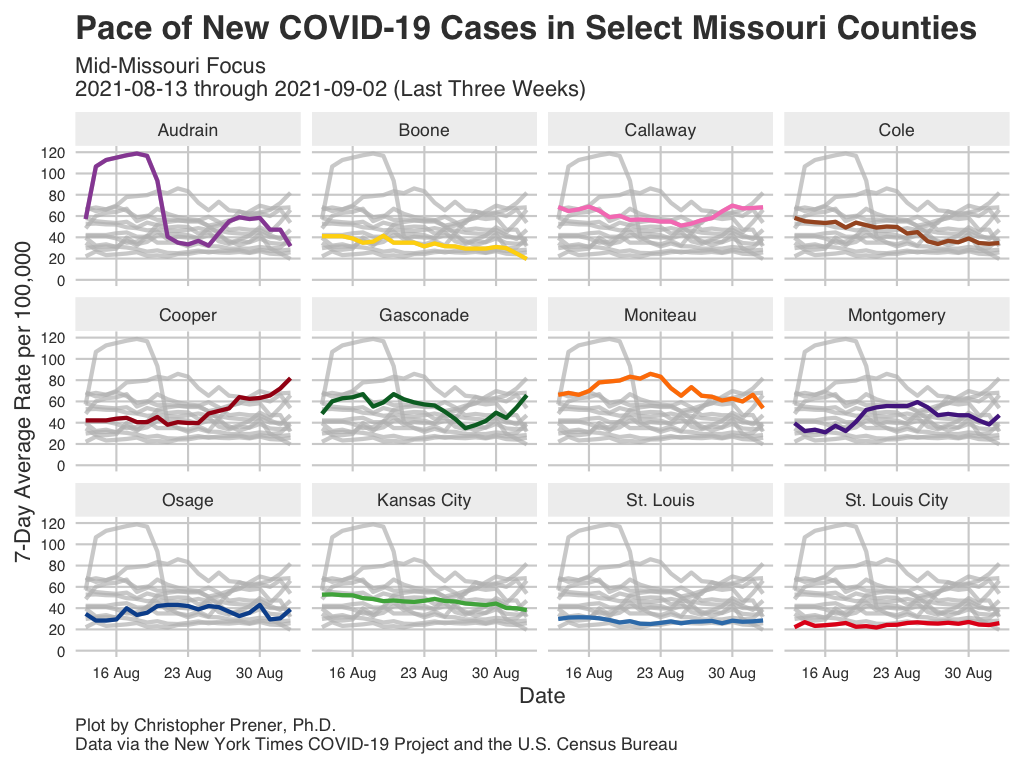 Pace of New COVID-19 Cases in Select Missouri Counties
Mid-Missouri Focus
2021-08-13 through 2021-09-02 (Last Three Weeks)
7-Day Average Rate per 100,000
Audrain Boone Callaway Cole
120
100
80
60
40
20
0
Cooper Gasconade Moniteau Montgomery
120
100
80
60
40
20
0
Osage Kansas City St. Louis St. Louis City
120
100
80
60
40
20
0
16 Aug 23 Aug 30 Aug 16 Aug 23 Aug 30 Aug 16 Aug 23 Aug 30 Aug 16 Aug 23 Aug 30 Aug
Date
Plot by Christopher Prener, Ph.D.
Data via the New York Times COVID-19 Project and the U.S. Census Bureau